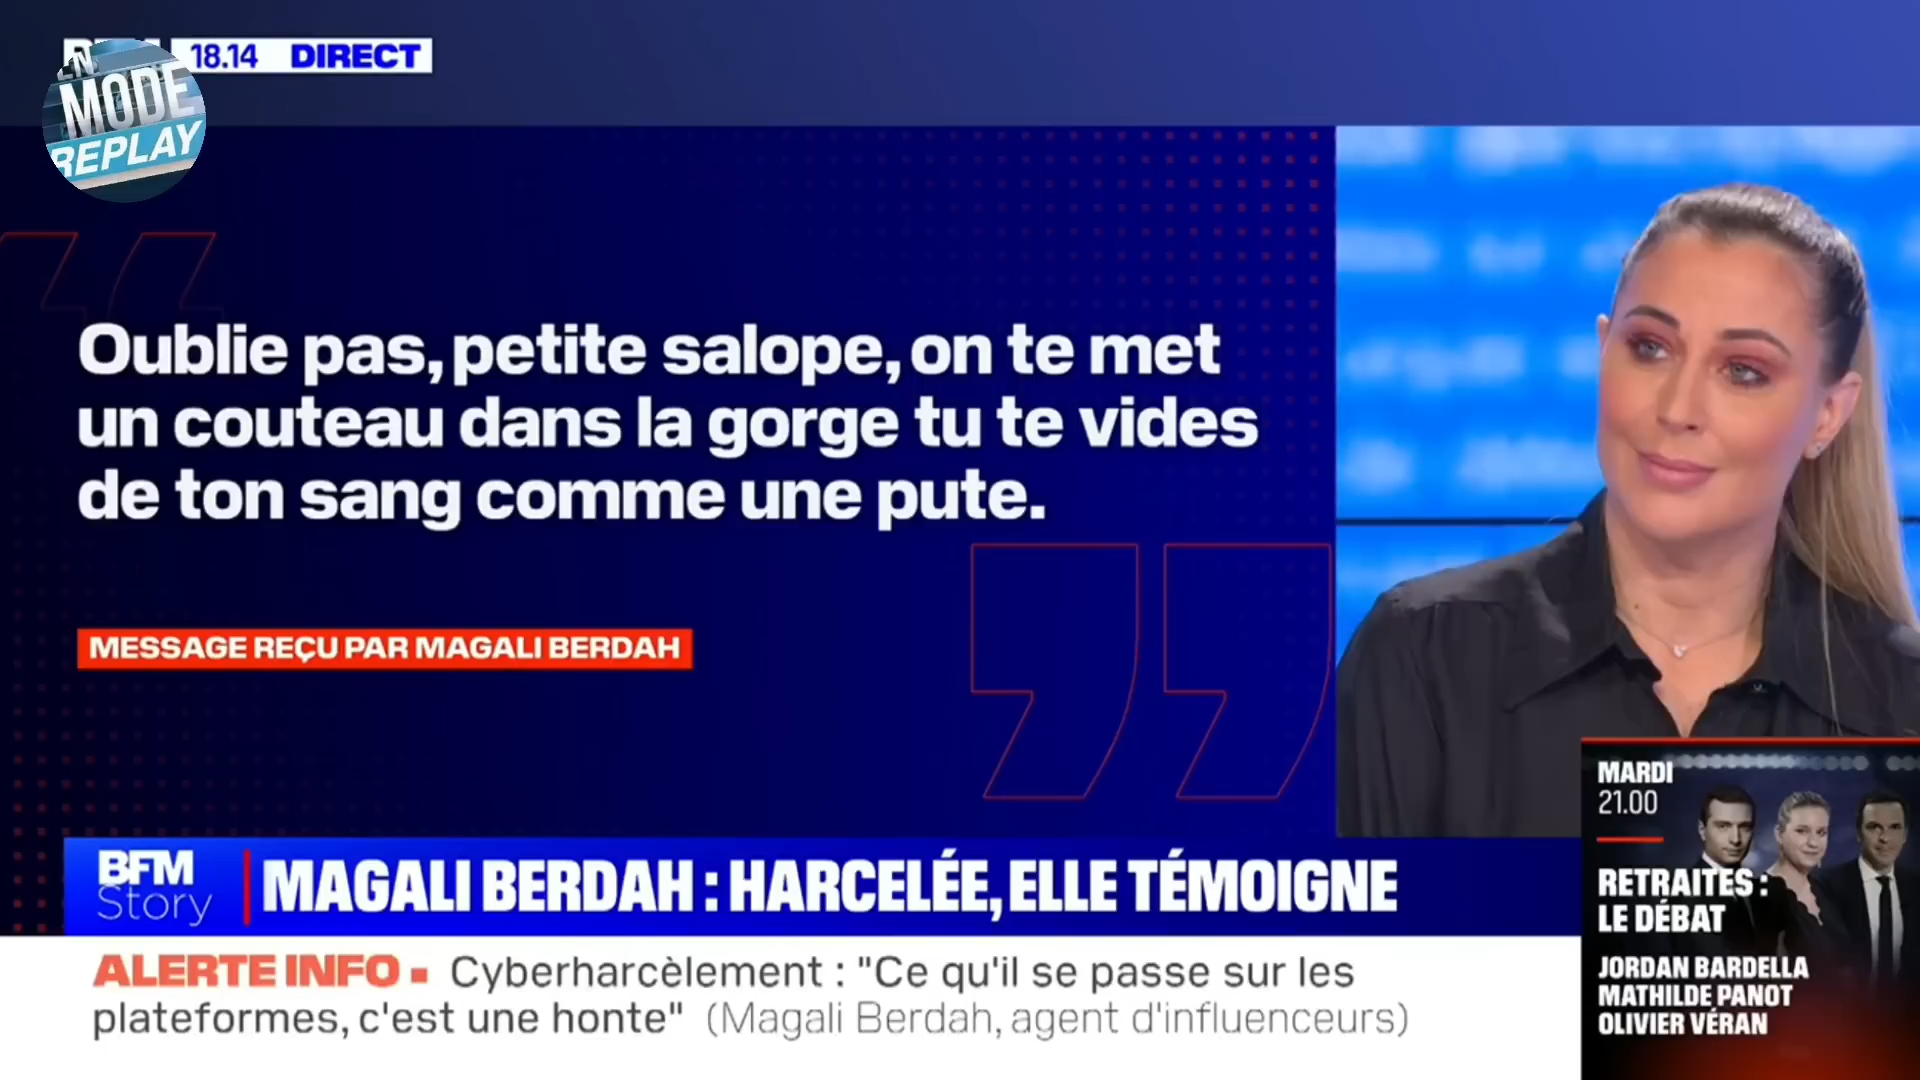 18.14 DIRECT
EN
MODE
REPLAY
Oublie pas, petite salope, on te met
un couteau dans la gorge tu te vides
de ton sang comme une pute.
MESSAGE REÇU PAR MAGALI BERDAH
BFM
Story
MAGALI BERDAH : HARCELÉE, ELLE TÉMOIGNE
ALERTE INFO ▪ Cyberharcèlement : "Ce qu'il se passe sur les
plateformes, c'est une honte" (Magali Berdah, agent d'influenceurs)
MARDI
21.00
RETRAITES :
LE DÉBAT
JORDAN BARDELLA
MATHILDE PANOT
OLIVIER VÉRAN